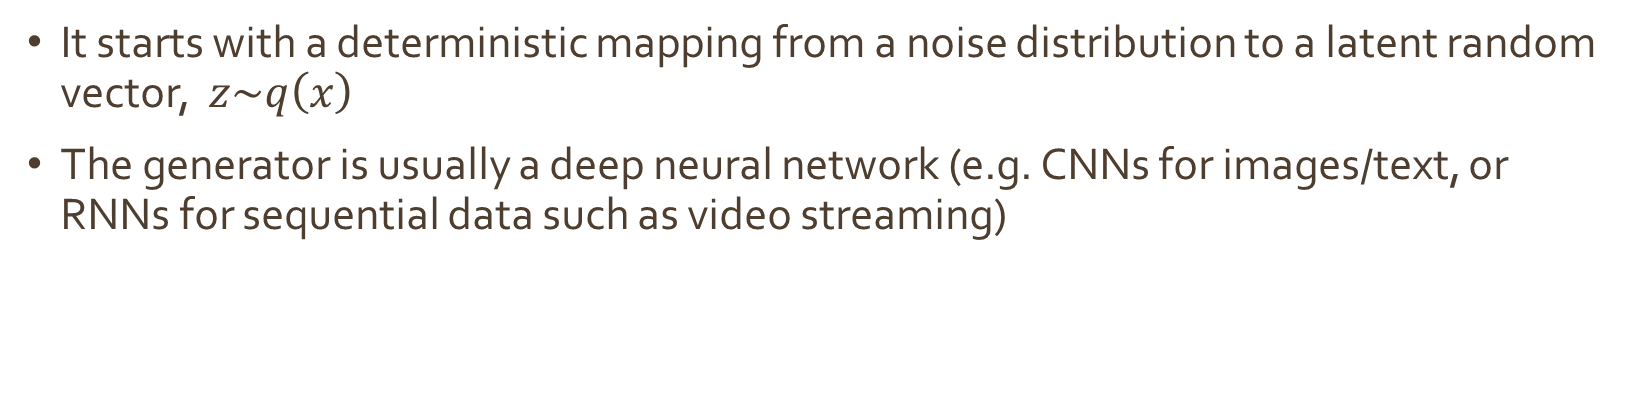 • It starts with a deterministic mapping from a noise distribution to a latent random
vector, z~q(x)
• The generator is usually a deep neural network (e.g. CNNs for images/text, or
RNNs for sequential data such as video streaming)